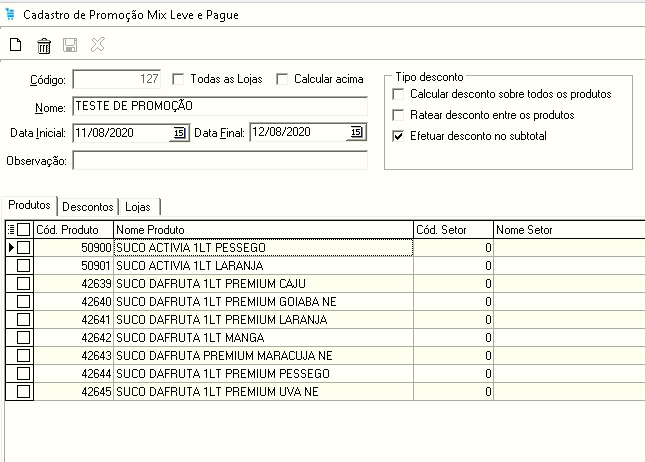 Cadastro de Promoção Mix Leve e Pague
Código: 127 Todas as Lojas Calcular acima
Nome: TESTE DE PROMOÇÃO
Data Inicial: 11/08/2020 15 Data Final: 12/08/2020 15
Observação:
Tipo desconto
Calcular desconto sobre todos os produtos
Ratear desconto entre os produtos
Efetuar desconto no subtotal
Produtos Descontos Lojas
Cód. Produto Nome Produto Cód. Setor Nome Setor
50900 SUCO ACTIVIA 1LT PESSEGO 0
50901 SUCO ACTIVIA 1LT LARANJA 0
42639 SUCO DAFRUTA 1LT PREMIUM CAJU 0
42640 SUCO DAFRUTA 1LT PREMIUM GOIABA NE 0
42641 SUCO DAFRUTA 1LT PREMIUM LARANJA 0
42642 SUCO DAFRUTA 1LT MANGA 0
42643 SUCO DAFRUTA PREMIUM MARACUJA NE 0
42644 SUCO DAFRUTA 1LT PREMIUM PESSEGO 0
42645 SUCO DAFRUTA 1LT PREMIUM UVA NE 0